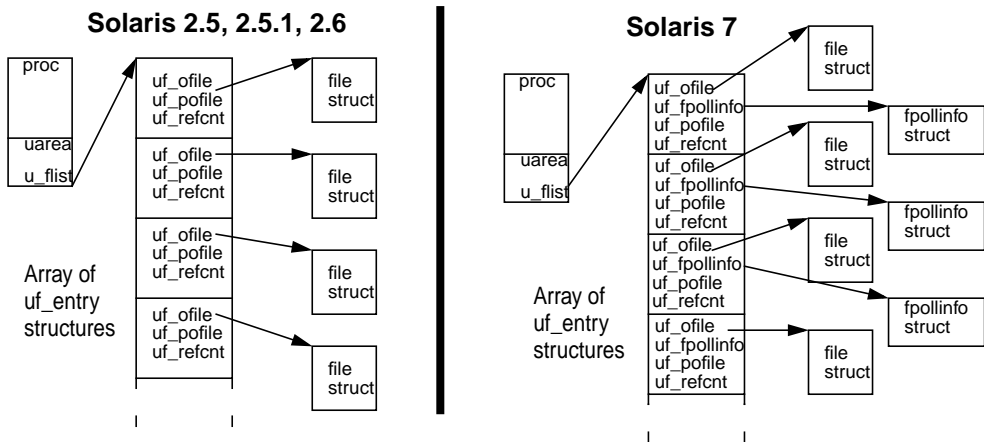 Solaris 2.5, 2.5.1, 2.6
proc
uarea
u_flist
uf_ofile
uf_pofile
uf_refcnt
uf_ofile
uf_pofile
uf_refcnt
uf_ofile
uf_pofile
uf_refcnt
uf_ofile
uf_pofile
uf_refcnt
file
struct
file
struct
file
struct
file
struct
Array of
uf_entry
structures
Solaris 7
proc
uarea
u_flist
uf_ofile
uf_fpollinfo
uf_pofile
uf_refcnt
uf_ofile
uf_fpollinfo
uf_pofile
uf_refcnt
uf_ofile
uf_fpollinfo
uf_pofile
uf_refcnt
uf_ofile
uf_fpollinfo
uf_pofile
uf_refcnt
file
struct
file
struct
file
struct
file
struct
fpollinfo
struct
fpollinfo
struct
fpollinfo
struct
Array of
uf_entry
structures